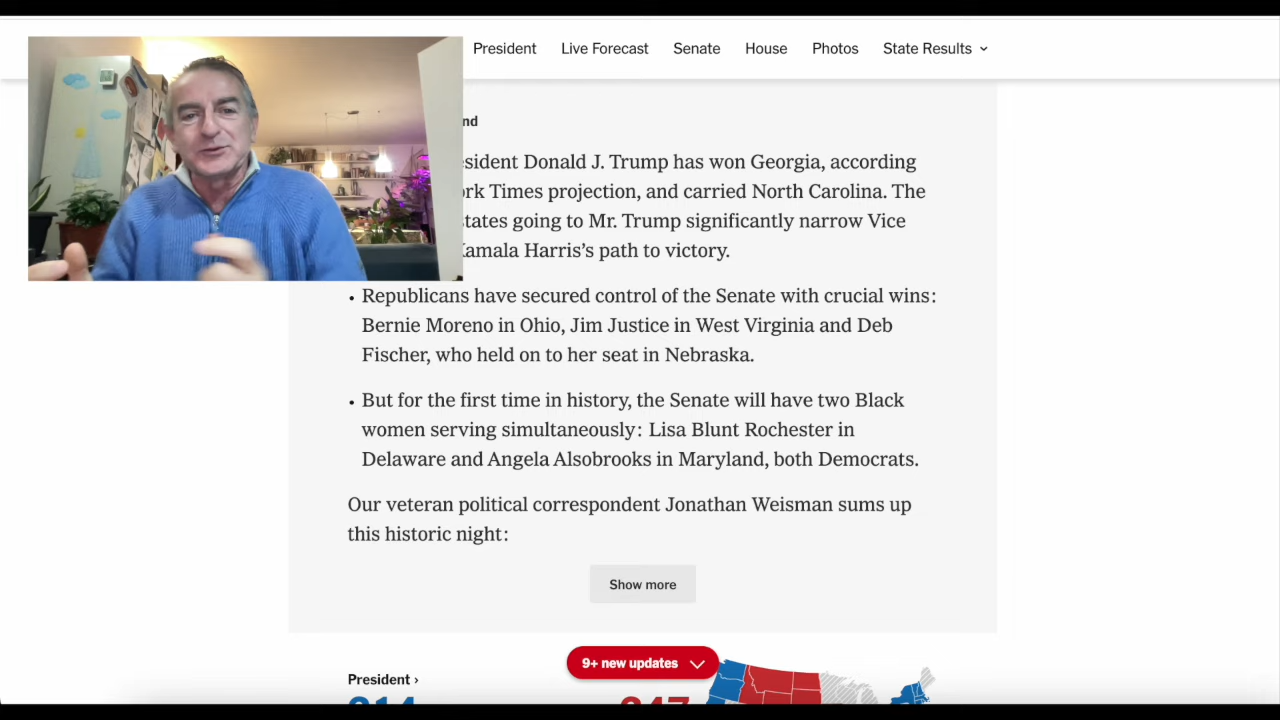 President Live Forecast Senate House Photos State Results
nd
sident Donald J. Trump has won Georgia, according
rk Times projection, and carried North Carolina. The
tates going to Mr. Trump significantly narrow Vice
amala Harris's path to victory.
• Republicans have secured control of the Senate with crucial wins:
Bernie Moreno in Ohio, Jim Justice in West Virginia and Deb
Fischer, who held on to her seat in Nebraska.
• But for the first time in history, the Senate will have two Black
women serving simultaneously: Lisa Blunt Rochester in
Delaware and Angela Alsobrooks in Maryland, both Democrats.
Our veteran political correspondent Jonathan Weisman sums up
this historic night:
Show more
9+ new updates
President ›